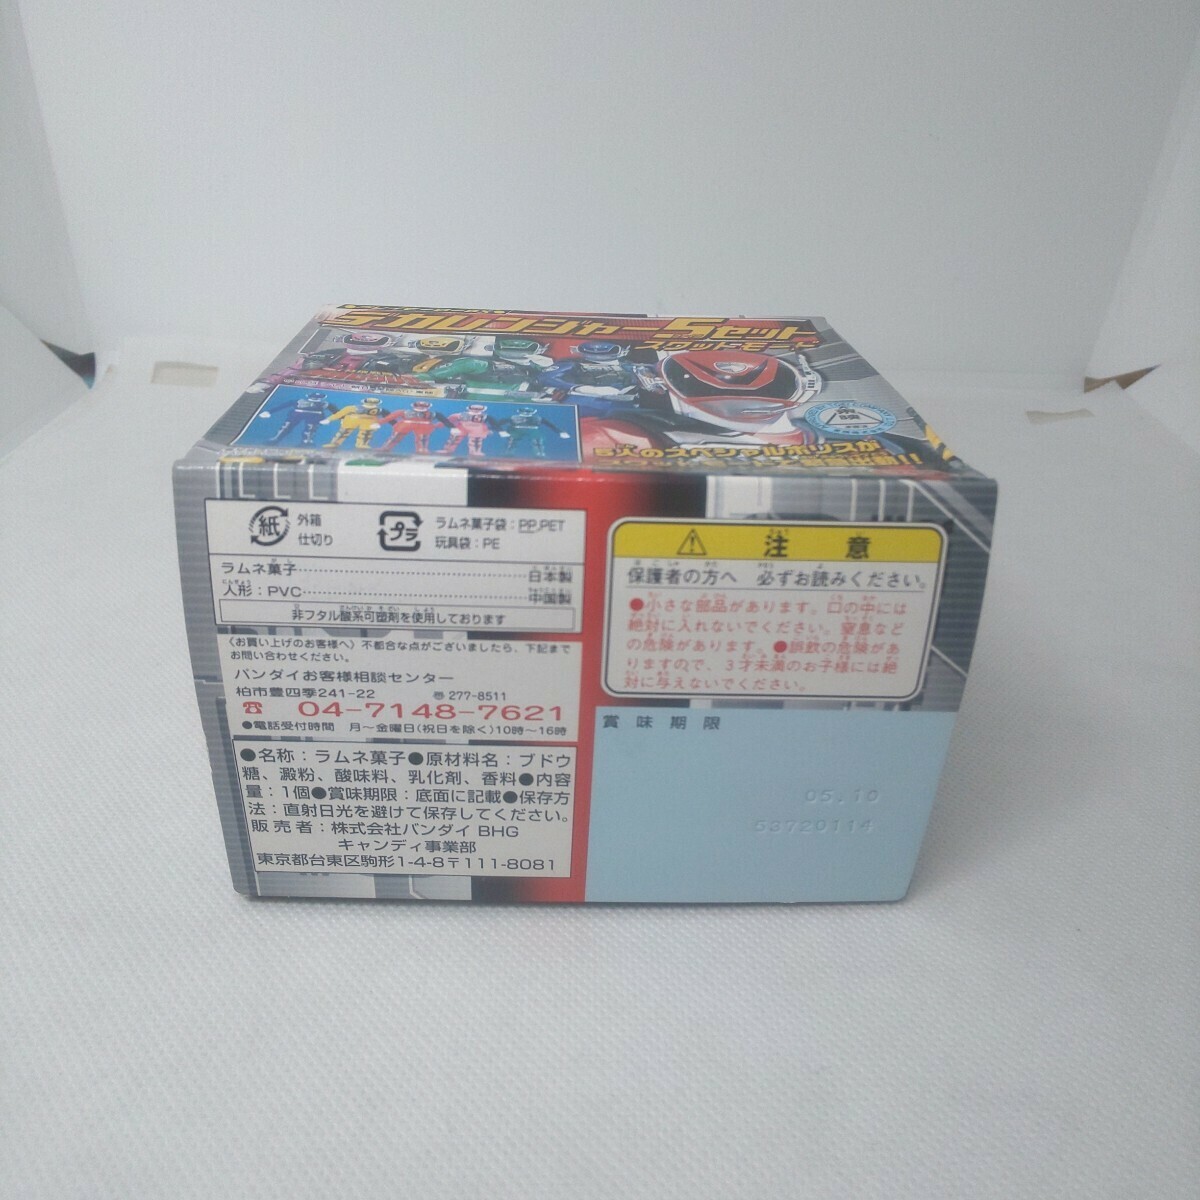 デカレンジャー5セット
スワットモード
5人のスペシャルポリスが
紙
外箱
仕切り
プラ
ラムネ菓子袋：PP,PET
玩具袋：PE
ラムネ菓子……日本製
人形：PVC……中国製
非フタル酸系可塑剤を使用しております
〈お買い上げのお客様へ〉不都合な点がございましたら、下記まで
お問い合わせください。
バンダイお客様相談センター
柏市豊四季241-22 277-8511
04-7148-7621
●電話受付時間 月～金曜日(祝日を除く)10時～16時
●名称：ラムネ菓子●原材料名：ブドウ
糖、澱粉、酸味料、乳化剤、香料●内容
量：1個●賞味期限：底面に記載●保存方
法：直射日光を避けて保存してください。
販売者：株式会社バンダイ BHG
キャンディ事業部
東京都台東区駒形1-4-8〒111-8081
注意
保護者の方へ 必ずお読みください。
●小さな部品があります。口の中には
絶対に入れないでください。窒息など
の危険があります。●誤飲の危険があ
りますので、3才未満のお子様には絶
対に与えないでください。
賞味期限
05.10
53720114